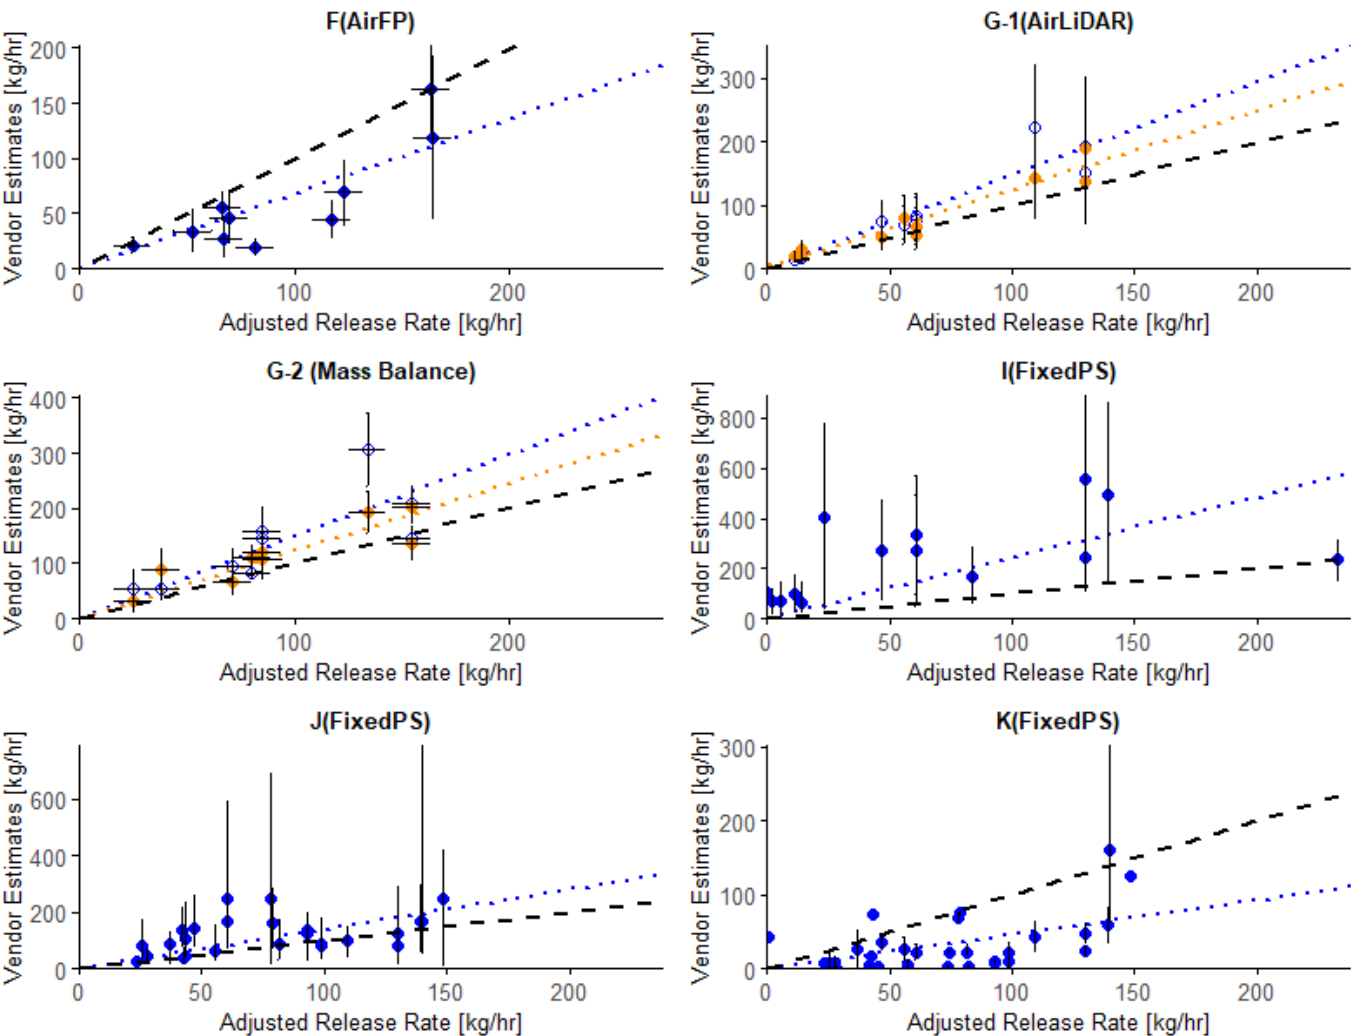 F(AirFP)
Vendor Estimates [kg/hr]
200
150
100
50
0
0 100 200
Adjusted Release Rate [kg/hr]
G-1(AirLiDAR)
Vendor Estimates [kg/hr]
300
200
100
0
0 50 100 150 200
Adjusted Release Rate [kg/hr]
G-2 (Mass Balance)
Vendor Estimates [kg/hr]
400
300
200
100
0
0 100 200
Adjusted Release Rate [kg/hr]
I(FixedPS)
Vendor Estimates [kg/hr]
800
600
400
200
0
0 50 100 150 200
Adjusted Release Rate [kg/hr]
J(FixedPS)
Vendor Estimates [kg/hr]
600
400
200
0
0 50 100 150 200
Adjusted Release Rate [kg/hr]
K(FixedPS)
Vendor Estimates [kg/hr]
300
200
100
0
0 50 100 150 200
Adjusted Release Rate [kg/hr]